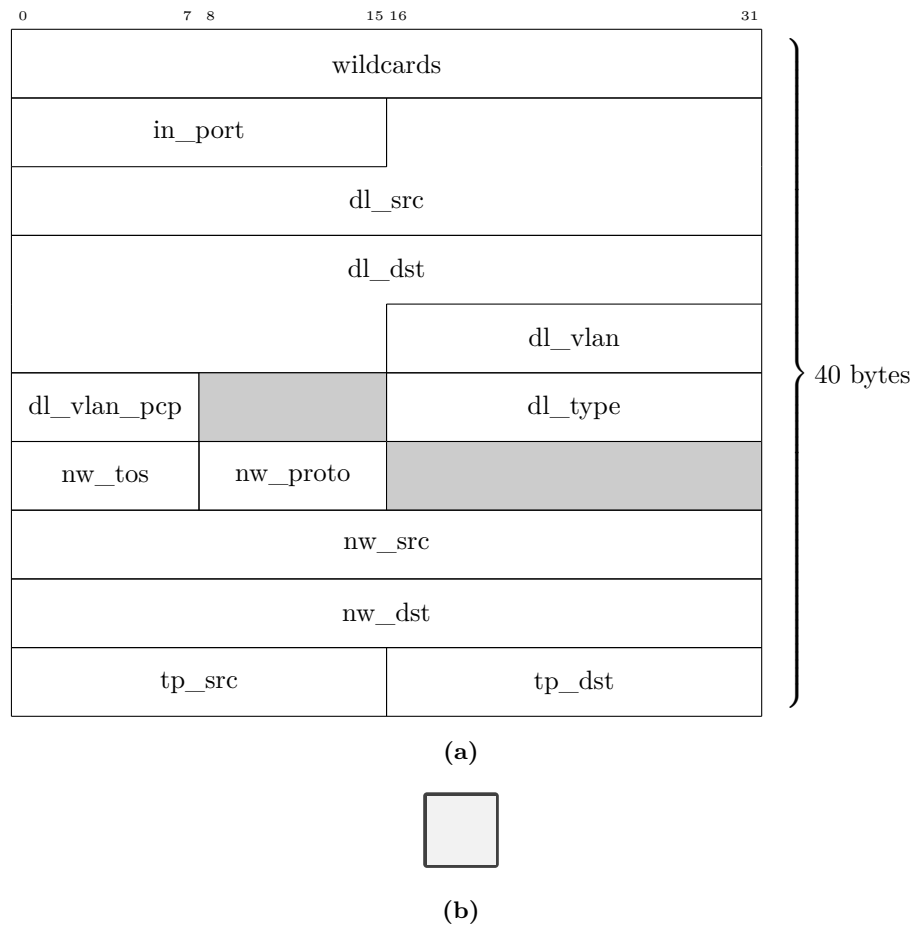 0 7 8 15 16 31
wildcards
in_port
dl_src
dl_dst
dl_vlan
40 bytes
dl_vlan_pcp dl_type
nw_tos nw_proto
nw_src
nw_dst
tp_src tp_dst
(a)
(b)